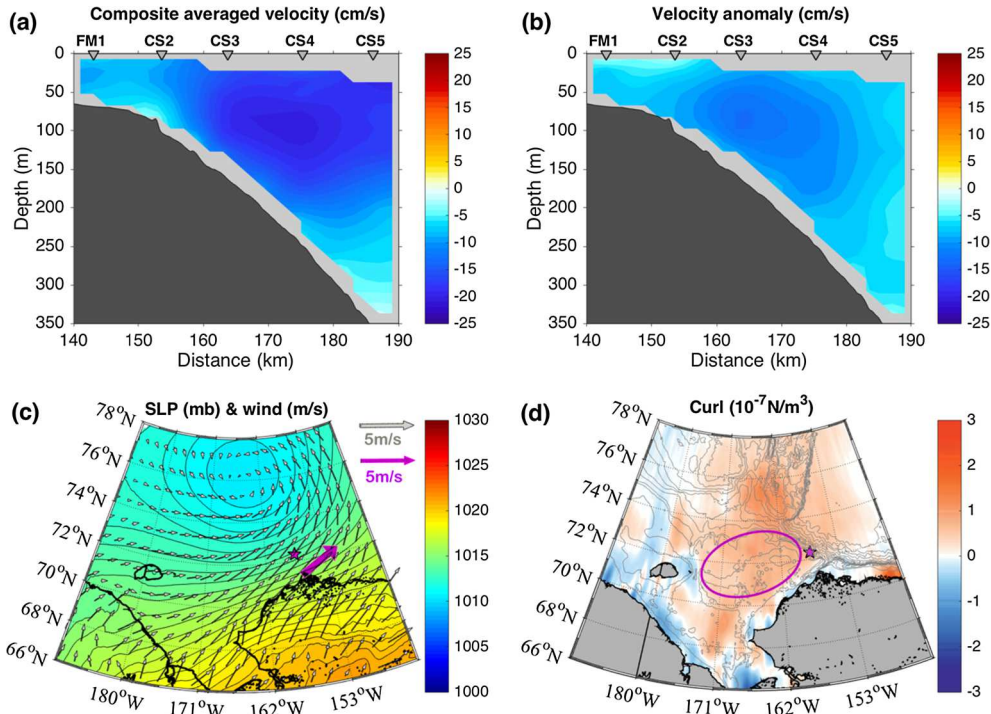 (a) Composite averaged velocity (cm/s)
FM1 CS2 CS3 CS4 CS5
0
50
100
150
200
250
300
350
Depth (m)
140 150 160 170 180 190
Distance (km)
25
20
15
10
5
0
-5
-10
-15
-20
-25
(b) Velocity anomaly (cm/s)
FM1 CS2 CS3 CS4 CS5
0
50
100
150
200
250
300
350
Depth (m)
140 150 160 170 180 190
Distance (km)
25
20
15
10
5
0
-5
-10
-15
-20
-25
(c) SLP (mb) & wind (m/s)
5m/s
5m/s
78°N
76°N
74°N
72°N
70°N
68°N
66°N
180°W 171°W 162°W 153°W
1030
1025
1020
1015
1010
1005
1000
(d) Curl (10⁻⁷N/m³)
78°N
76°N
74°N
72°N
70°N
68°N
66°N
180°W 171°W 162°W 153°W
3
2
1
0
-1
-2
-3